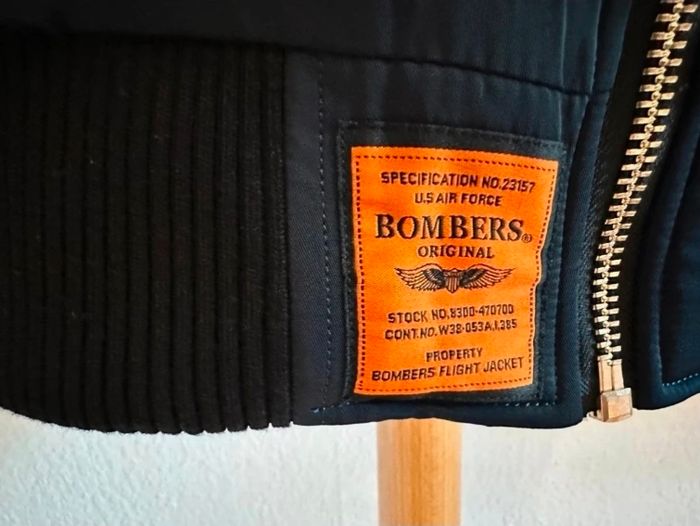 SPECIFICATION NO.23157
U.S AIR FORCE
BOMBERS®
ORIGINAL
STOCK NO.8300-470700
CONT.NO.W38-053A.1.385
PROPERTY
BOMBERS FLIGHT JACKET